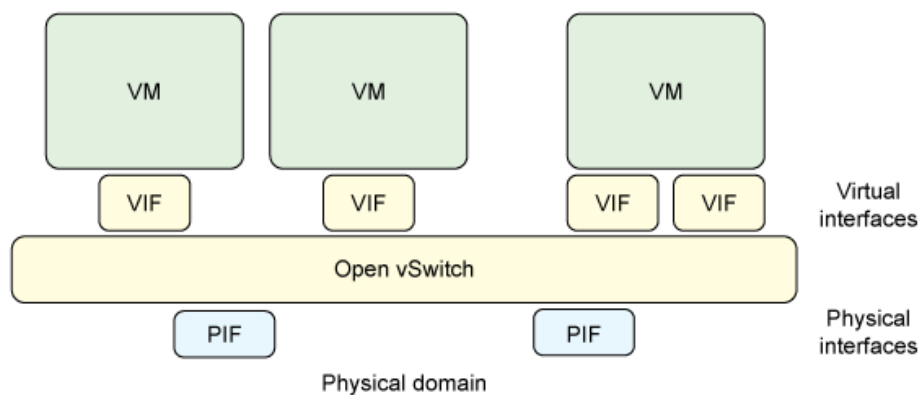 VM
VM
VM
VIF
VIF
VIF
VIF
Virtual
interfaces
Open vSwitch
PIF
PIF
Physical
interfaces
Physical domain